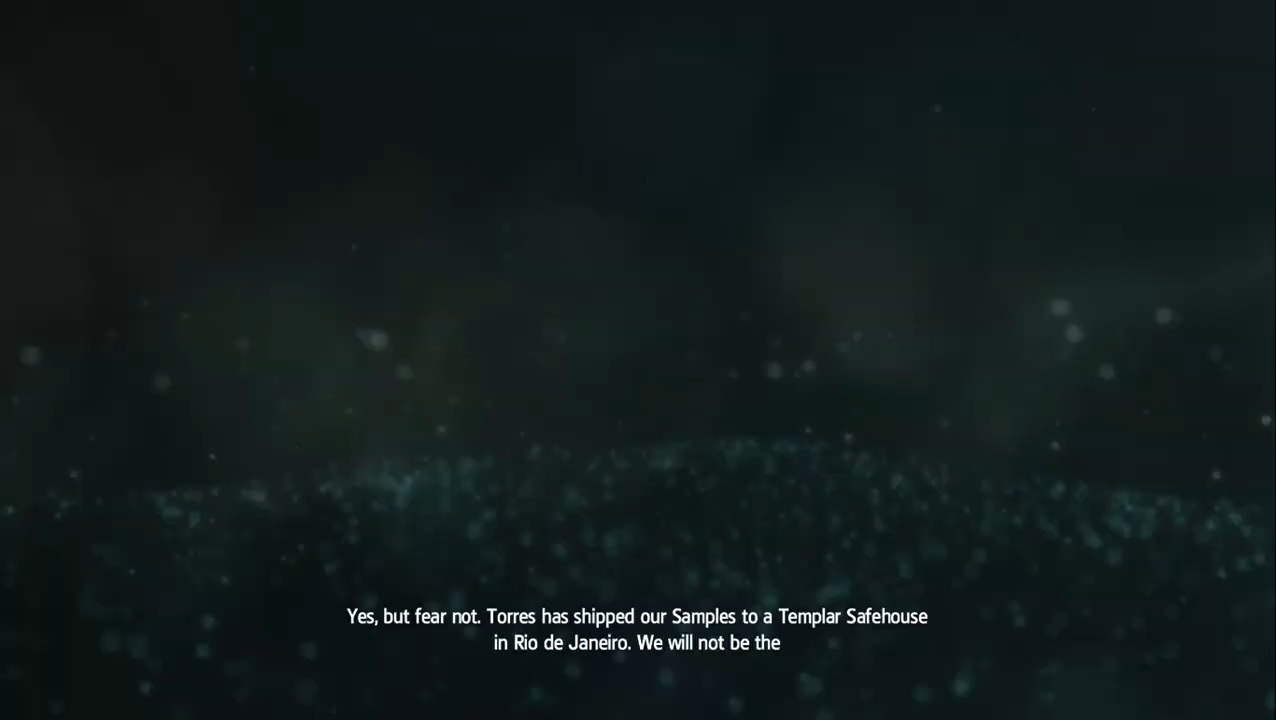 Yes, but fear not. Torres has shipped our Samples to a Templar Safehouse
in Rio de Janeiro. We will not be the